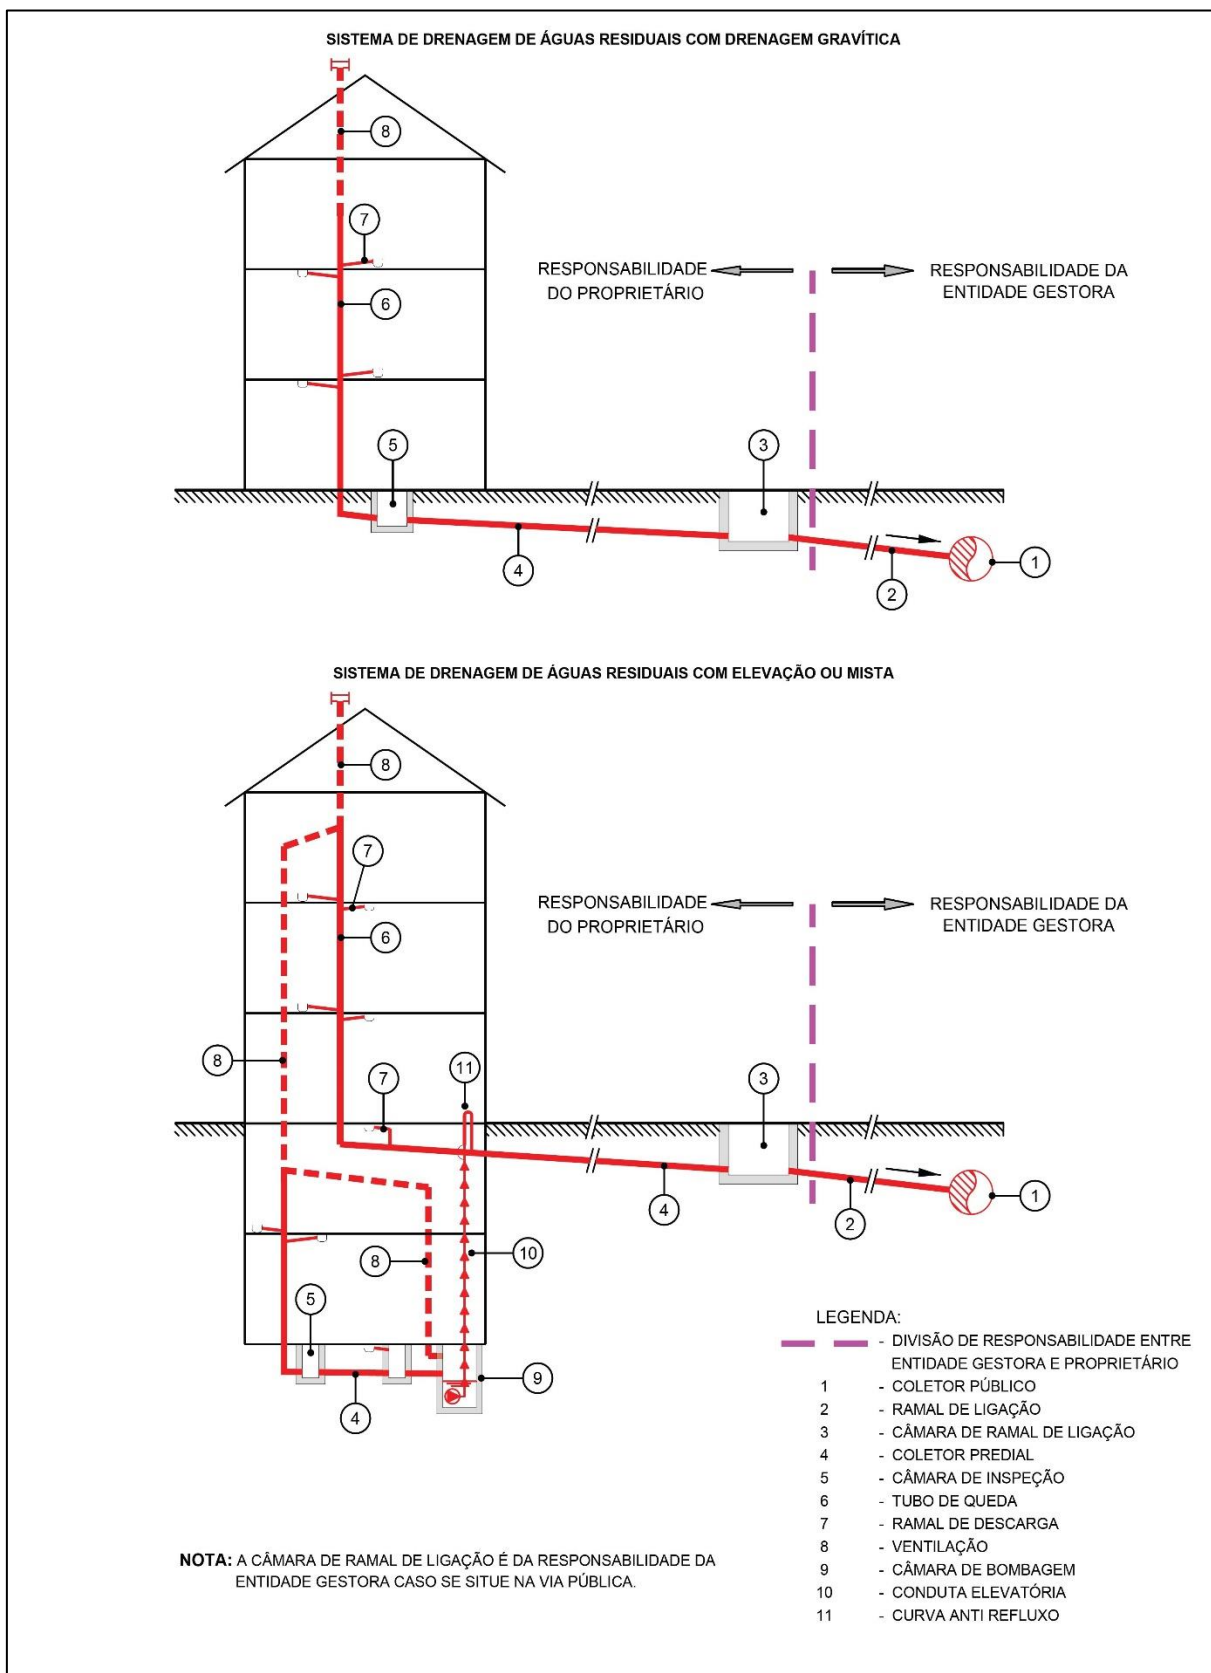 SISTEMA DE DRENAGEM DE ÁGUAS RESIDUAIS COM DRENAGEM GRAVÍTICA
8
7
RESPONSABILIDADE
DO PROPRIETÁRIO
RESPONSABILIDADE DA
ENTIDADE GESTORA
6
5
3
4
2
1
SISTEMA DE DRENAGEM DE ÁGUAS RESIDUAIS COM ELEVAÇÃO OU MISTA
8
7
RESPONSABILIDADE
DO PROPRIETÁRIO
RESPONSABILIDADE DA
ENTIDADE GESTORA
6
8
11
7
3
4
2
1
8
10
5
9
4
LEGENDA:
- DIVISÃO DE RESPONSABILIDADE ENTRE
ENTIDADE GESTORA E PROPRIETÁRIO
1 - COLETOR PÚBLICO
2 - RAMAL DE LIGAÇÃO
3 - CÂMARA DE RAMAL DE LIGAÇÃO
4 - COLETOR PREDIAL
5 - CÂMARA DE INSPEÇÃO
6 - TUBO DE QUEDA
7 - RAMAL DE DESCARGA
8 - VENTILAÇÃO
9 - CÂMARA DE BOMBAGEM
10 - CONDUTA ELEVATÓRIA
11 - CURVA ANTI REFLUXO
NOTA: A CÂMARA DE RAMAL DE LIGAÇÃO É DA RESPONSABILIDADE DA
ENTIDADE GESTORA CASO SE SITUE NA VIA PÚBLICA.